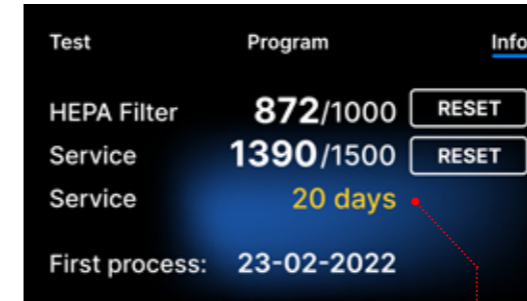 Test Program Info
HEPA Filter 872/1000 RESET
Service 1390/1500 RESET
Service 20 days
First process: 23-02-2022